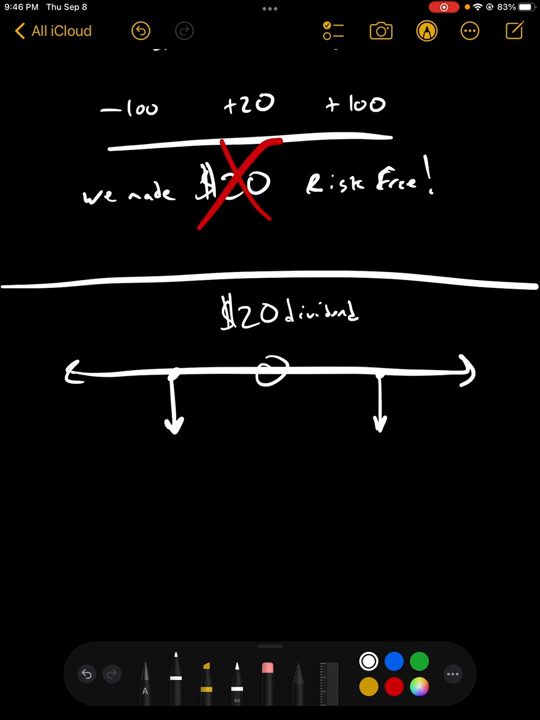 9:46 PM Thu Sep 8
83%
All iCloud
-100 +20 +100
we made $20 Risk Free!
$20 dividend
A